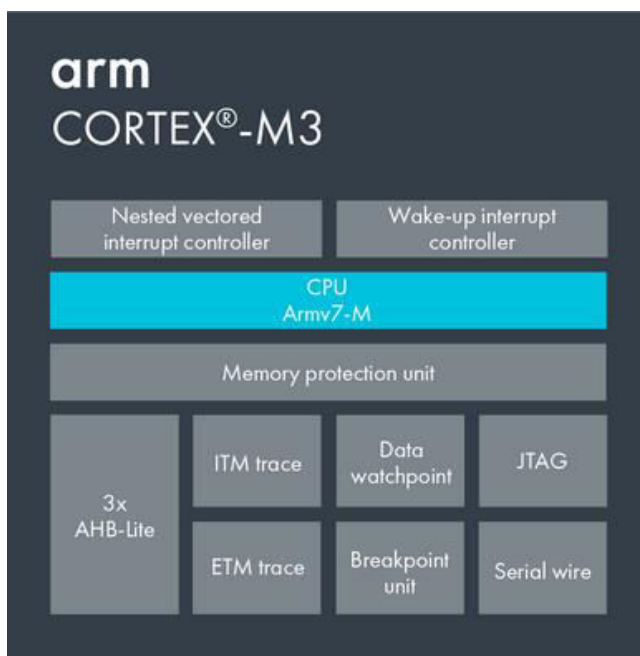 arm
CORTEX®-M3
Nested vectored
interrupt controller
Wake-up interrupt
controller
CPU
Armv7-M
Memory protection unit
3x
AHB-Lite
ITM trace
Data
watchpoint
JTAG
ETM trace
Breakpoint
unit
Serial wire